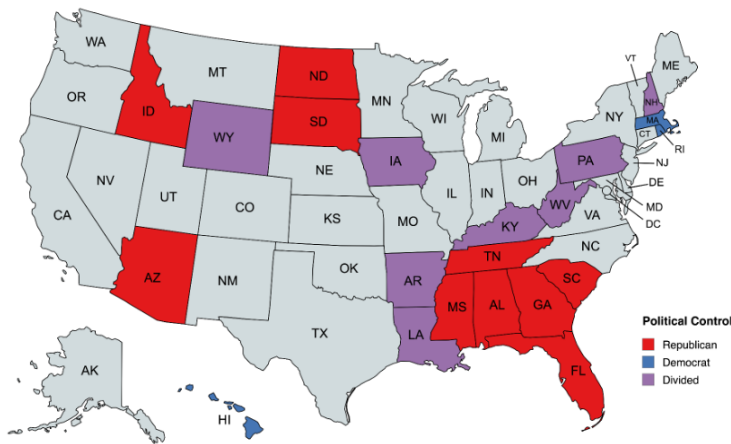 WA
MT
ND
MN
VT
ME
OR
ID
SD
WI
MI
NY
NH
MA
CT
RI
WY
IA
PA
NJ
NV
UT
NE
IL
IN
OH
DE
MD
DC
CA
CO
KS
MO
WV
VA
KY
NC
AZ
NM
OK
AR
TN
SC
TX
LA
MS
AL
GA
FL
AK
HI
Political Control
Republican
Democrat
Divided